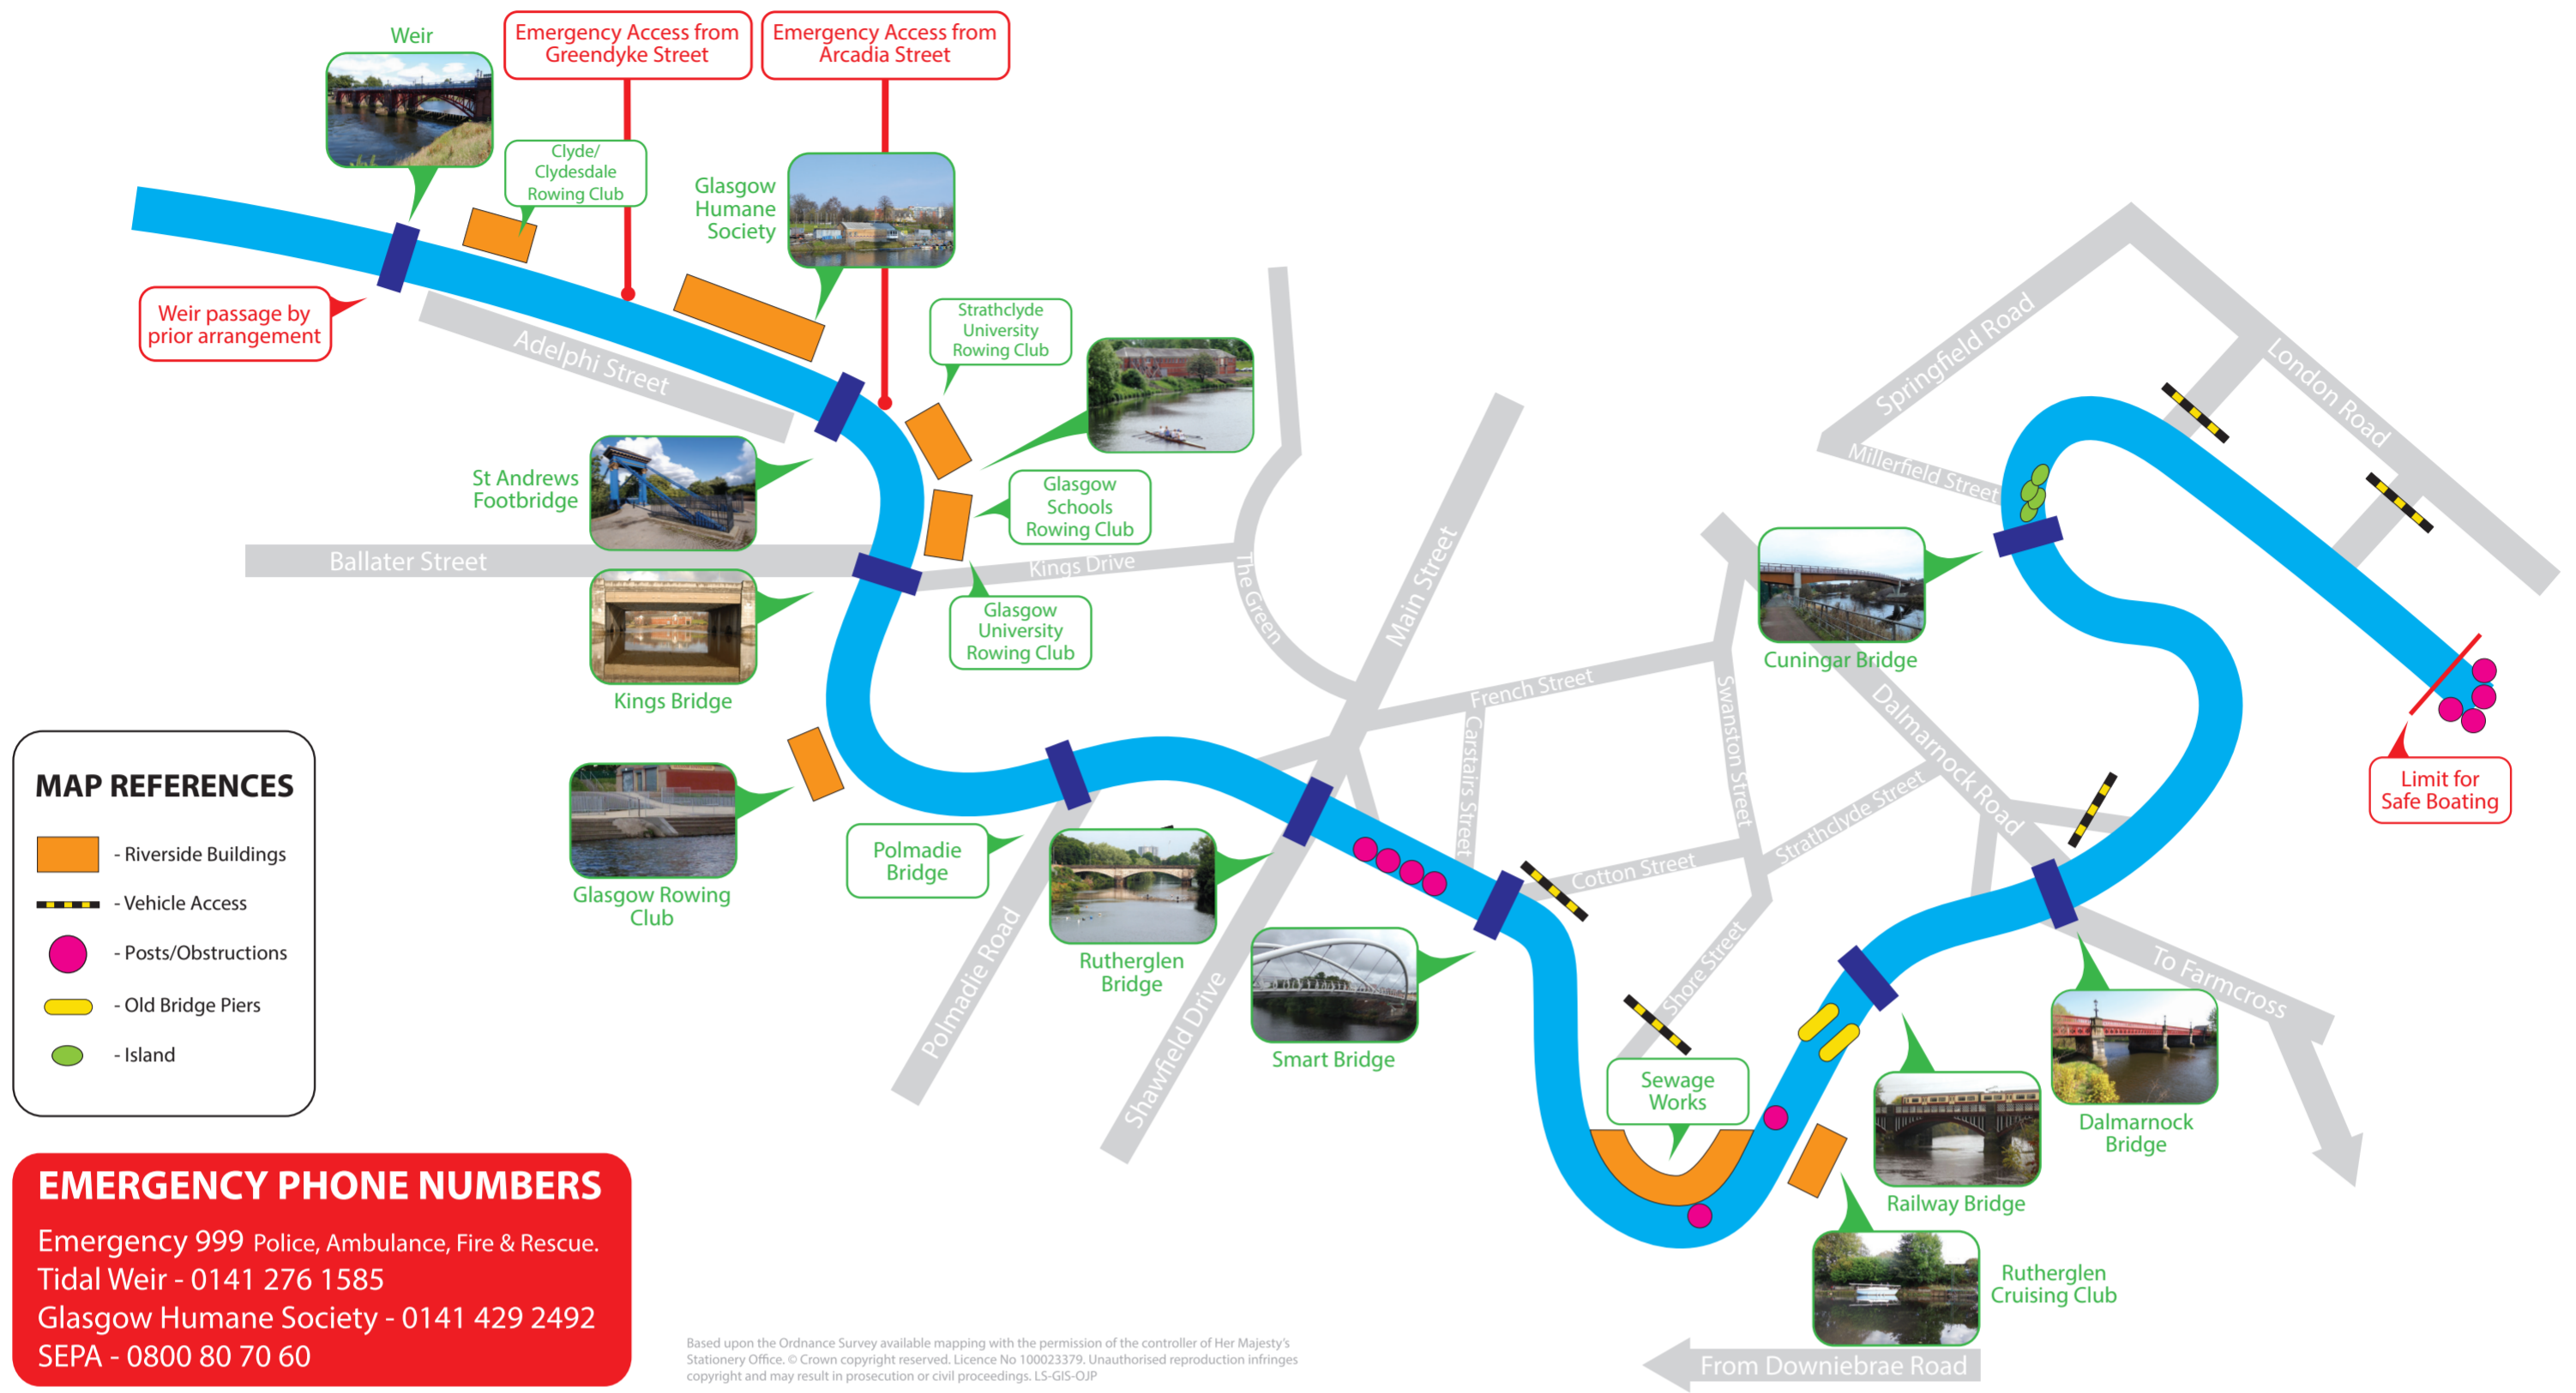 Weir
Emergency Access from
Greendyke Street
Emergency Access from
Arcadia Street
Clyde/
Clydesdale
Rowing Club
Glasgow
Humane
Society
Weir passage by
prior arrangement
Adelphi Street
Strathclyde
University
Rowing Club
St Andrews
Footbridge
Glasgow
Schools
Rowing Club
Ballater Street
Kings Drive
The Green
Glasgow
University
Rowing Club
Kings Bridge
Main Street
Springfield Road
London Road
Millerfield Street
Cuningar Bridge
French Street
Carstairs Street
Swanston Street
Dalmarnock Road
Strathclyde Street
Cotton Street
Limit for
Safe Boating
Glasgow Rowing
Club
Polmadie
Bridge
Polmadie Road
Rutherglen
Bridge
Shawfield Drive
Smart Bridge
Shore Street
Sewage
Works
To Farmcross
Dalmarnock
Bridge
Railway Bridge
Rutherglen
Cruising Club
From Downiebrae Road
MAP REFERENCES
- Riverside Buildings
- Vehicle Access
- Posts/Obstructions
- Old Bridge Piers
- Island
EMERGENCY PHONE NUMBERS
Emergency 999 Police, Ambulance, Fire & Rescue.
Tidal Weir - 0141 276 1585
Glasgow Humane Society - 0141 429 2492
SEPA - 0800 80 70 60
Based upon the Ordnance Survey available mapping with the permission of the controller of Her Majesty's
Stationery Office. © Crown copyright reserved. Licence No 100023379. Unauthorised reproduction infringes
copyright and may result in prosecution or civil proceedings. LS-GIS-OJP